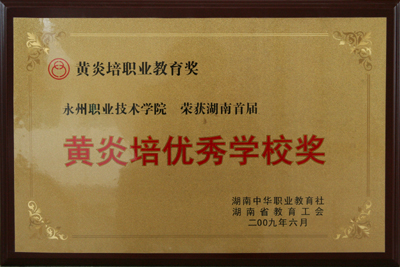 黄炎培职业教育奖
永州职业技术学院 荣获湖南首届
黄炎培优秀学校奖
湖南中华职业教育社
湖南省教育工会
二00九年六月